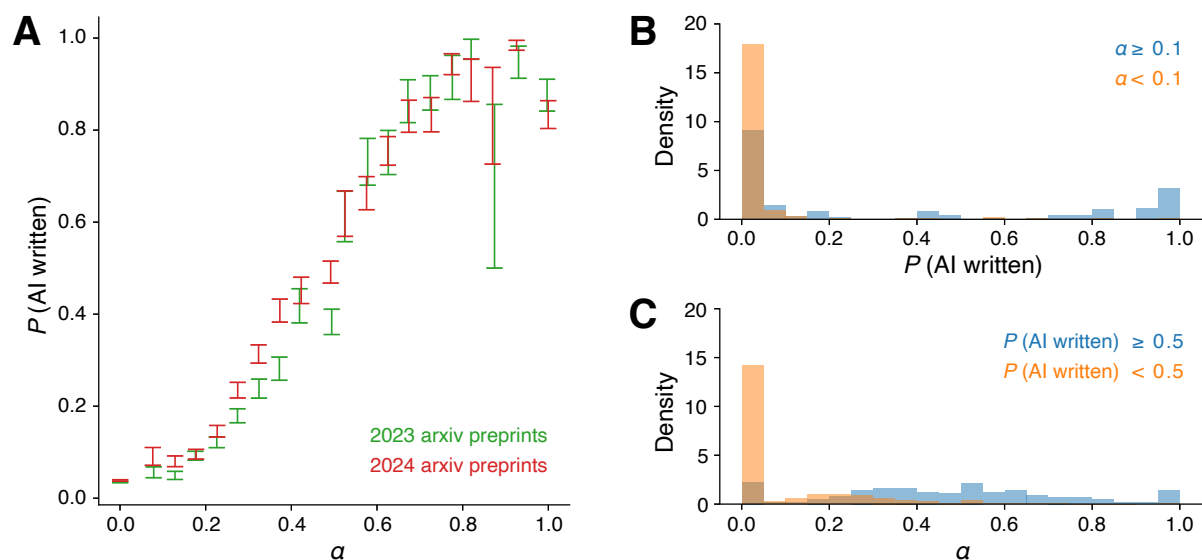 A
1.0
0.8
0.6
0.4
0.2
0.0
P (AI written)
2023 arxiv preprints
2024 arxiv preprints
0.0 0.2 0.4 0.6 0.8 1.0
α
B
20
15
10
5
0
Density
α ≥ 0.1
α < 0.1
0.0 0.2 0.4 0.6 0.8 1.0
P (AI written)
C
20
15
10
5
0
Density
P (AI written) ≥ 0.5
P (AI written) < 0.5
0.0 0.2 0.4 0.6 0.8 1.0
α